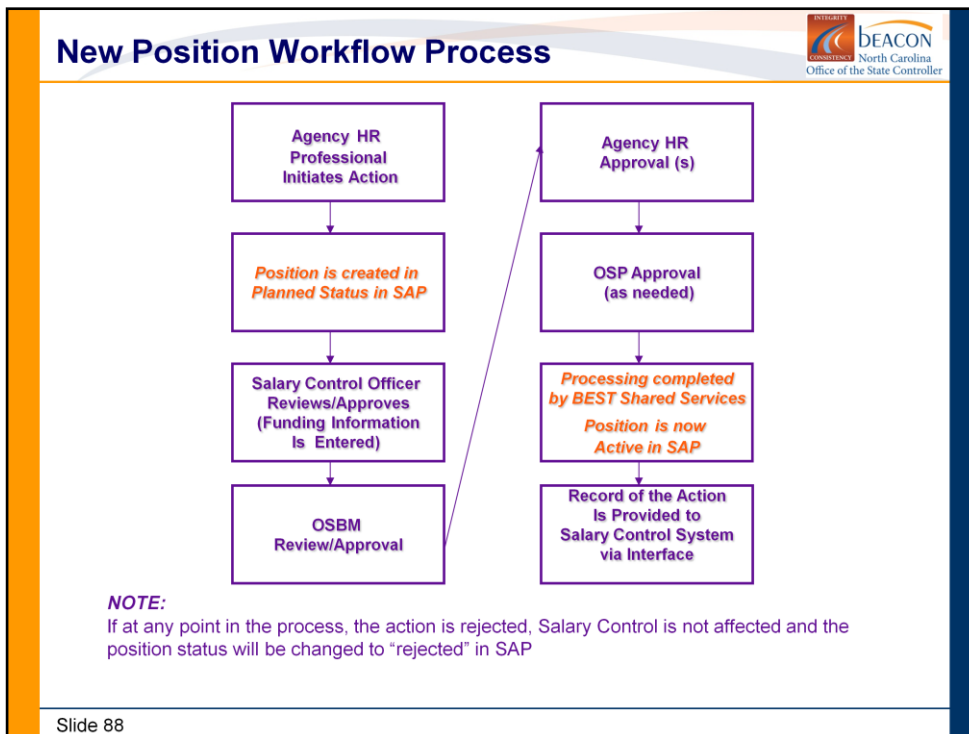 New Position Workflow Process
INTEGRITY
CONSISTENCY
bEACON
North Carolina
Office of the State Controller
Agency HR
Professional
Initiates Action
Position is created in
Planned Status in SAP
Salary Control Officer
Reviews/Approves
(Funding Information
Is Entered)
OSBM
Review/Approval
Agency HR
Approval (s)
OSP Approval
(as needed)
Processing completed
by BEST Shared Services
Position is now
Active in SAP
Record of the Action
Is Provided to
Salary Control System
via Interface
NOTE:
If at any point in the process, the action is rejected, Salary Control is not affected and the
position status will be changed to “rejected” in SAP
Slide 88